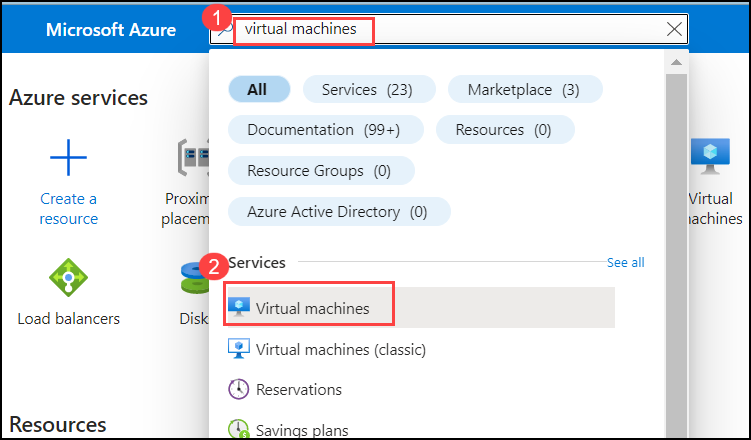 1
Microsoft Azure
virtual machines
Azure services
All
Services (23)
Marketplace (3)
Documentation (99+)
Resources (0)
Resource Groups (0)
Azure Active Directory (0)
Create a
resource
Proxim
placem
Virtual
achines
2
Services
See all
Load balancers
Disk
Virtual machines
Virtual machines (classic)
Reservations
Savings plans
Resources